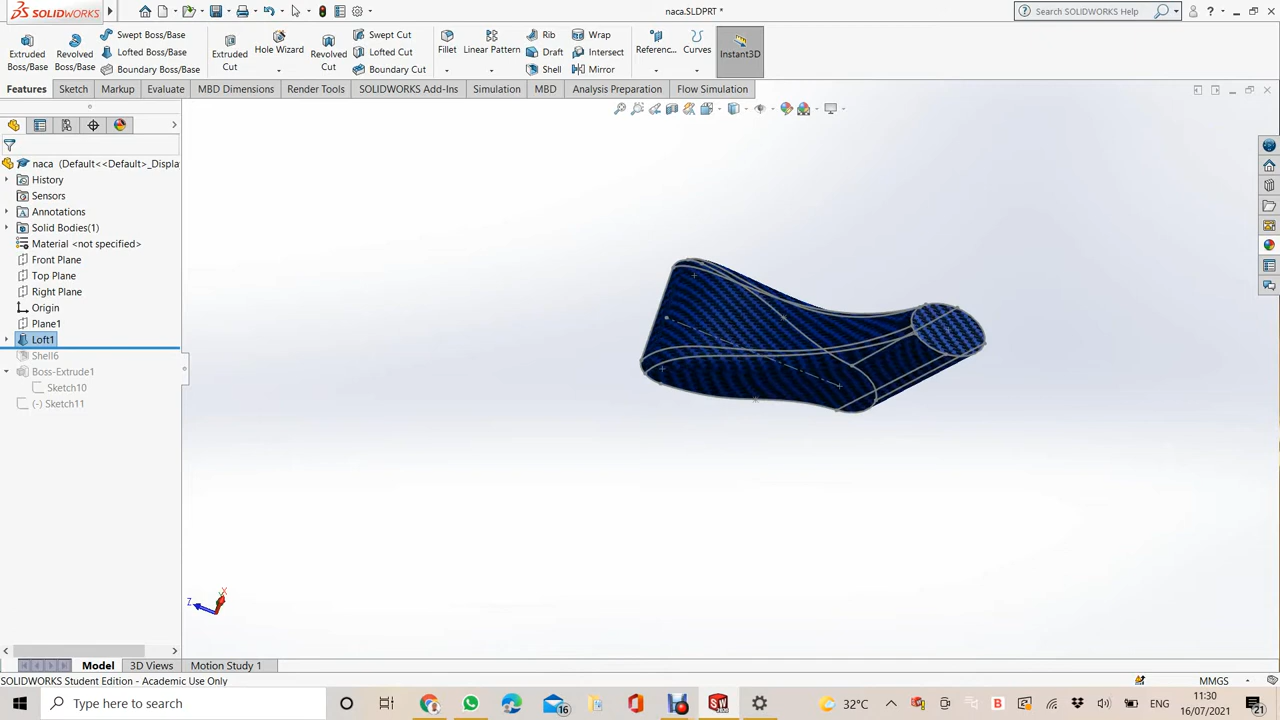 SOLIDWORKS
naca.SLDPRT *
Search SOLIDWORKS Help
Extruded Boss/Base
Revolved Boss/Base
Swept Boss/Base
Lofted Boss/Base
Boundary Boss/Base
Extruded Cut
Hole Wizard
Revolved Cut
Swept Cut
Lofted Cut
Boundary Cut
Fillet
Linear Pattern
Rib
Draft
Shell
Wrap
Intersect
Mirror
Referenc...
Curves
Instant3D
Features Sketch Markup Evaluate MBD Dimensions Render Tools SOLIDWORKS Add-Ins Simulation MBD Analysis Preparation Flow Simulation
naca (Default<<Default>_Displa
History
Sensors
Annotations
Solid Bodies(1)
Material <not specified>
Front Plane
Top Plane
Right Plane
Origin
Plane1
Loft1
Shell6
Boss-Extrude1
Sketch10
(-) Sketch11
X
Z
Model 3D Views Motion Study 1
SOLIDWORKS Student Edition - Academic Use Only
MMGS
Type here to search
16
32°C
ENG
11:30
16/07/2021
21